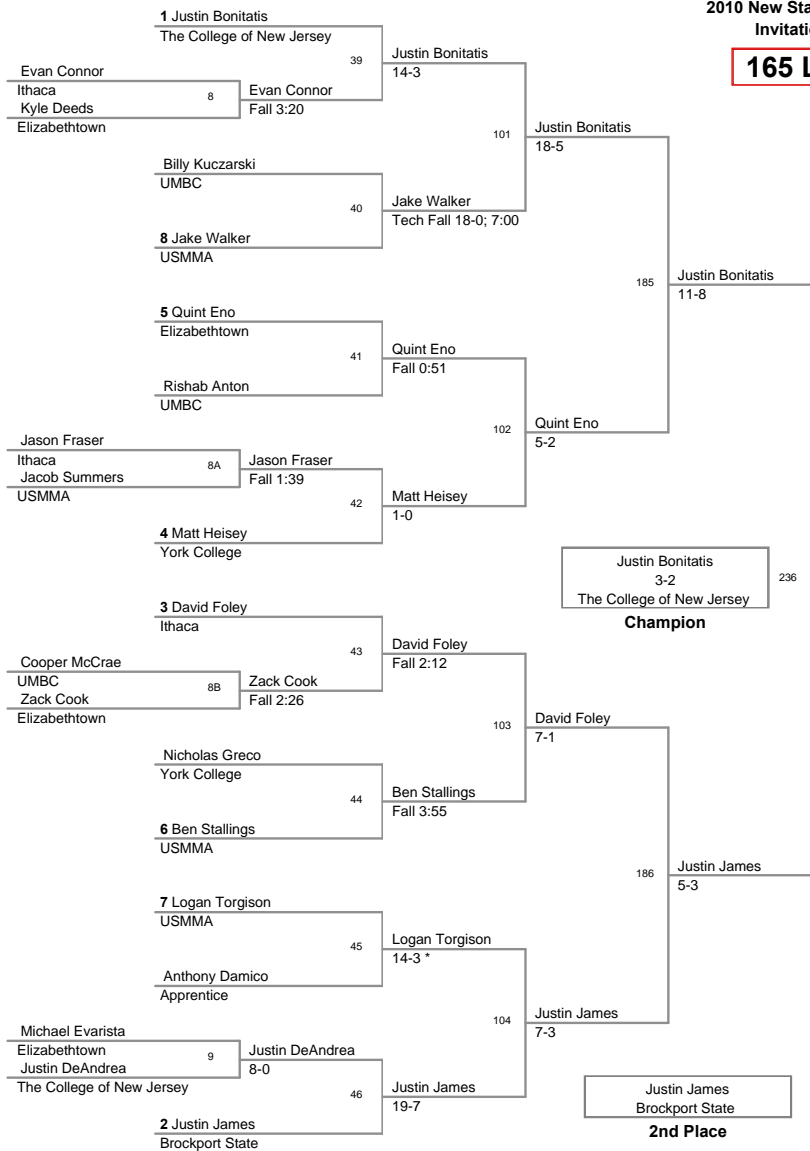 2010 New Sta
Invitati
165 L
1 Justin Bonitatis
The College of New Jersey
39
Justin Bonitatis
14-3
Evan Connor
Ithaca
8
Kyle Deeds
Elizabethtown
Evan Connor
Fall 3:20
101
Justin Bonitatis
18-5
Billy Kuczarski
UMBC
40
Jake Walker
Tech Fall 18-0; 7:00
8 Jake Walker
USMMA
185
Justin Bonitatis
11-8
5 Quint Eno
Elizabethtown
41
Quint Eno
Fall 0:51
Rishab Anton
UMBC
102
Quint Eno
5-2
Jason Fraser
Ithaca
8A
Jacob Summers
USMMA
Jason Fraser
Fall 1:39
42
Matt Heisey
1-0
4 Matt Heisey
York College
Justin Bonitatis
3-2
The College of New Jersey
236
Champion
3 David Foley
Ithaca
43
David Foley
Fall 2:12
Cooper McCrae
UMBC
8B
Zack Cook
Elizabethtown
Zack Cook
Fall 2:26
103
David Foley
7-1
Nicholas Greco
York College
44
Ben Stallings
Fall 3:55
6 Ben Stallings
USMMA
186
Justin James
5-3
7 Logan Torgison
USMMA
45
Logan Torgison
14-3 *
Anthony Damico
Apprentice
104
Justin James
7-3
Michael Evarista
Elizabethtown
9
Justin DeAndrea
The College of New Jersey
Justin DeAndrea
8-0
46
Justin James
19-7
2 Justin James
Brockport State
Justin James
Brockport State
2nd Place